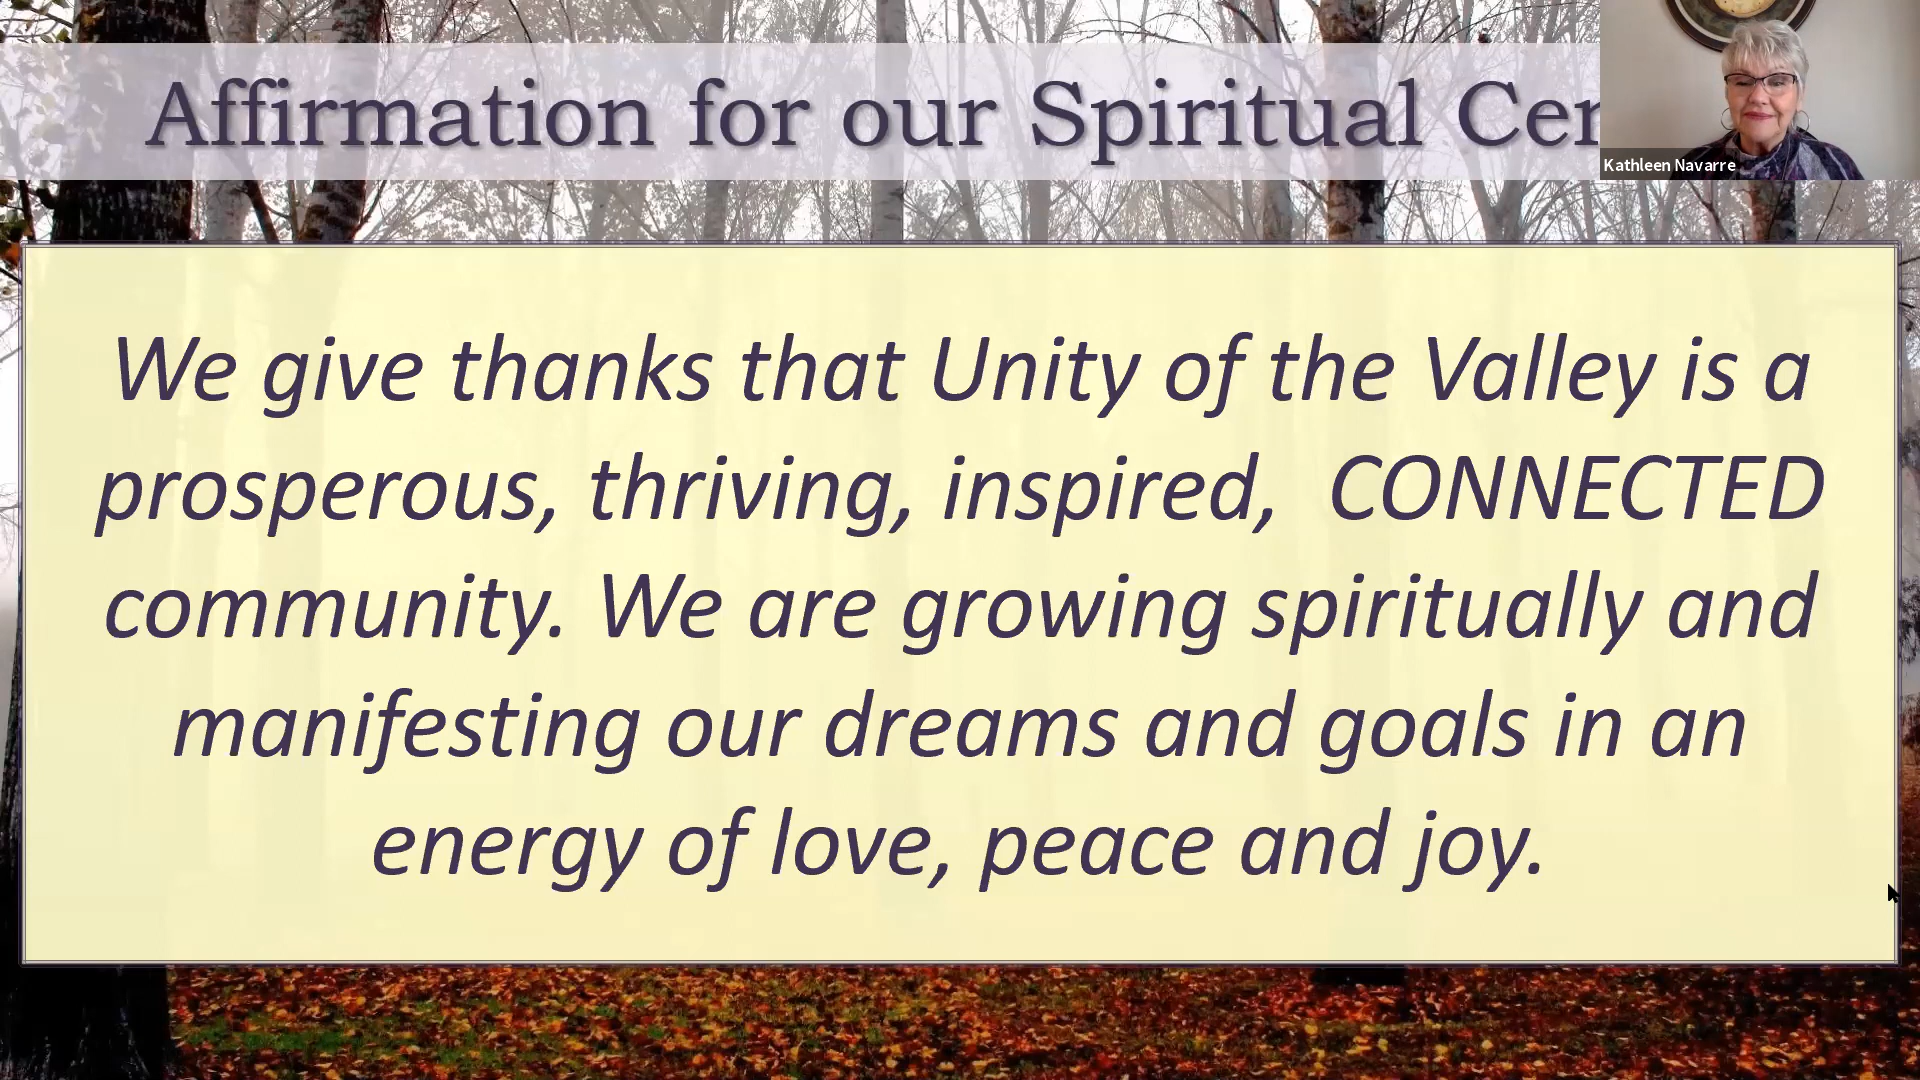 Affirmation for our Spiritual Cen
Kathleen Navarre
We give thanks that Unity of the Valley is a
prosperous, thriving, inspired, CONNECTED
community. We are growing spiritually and
manifesting our dreams and goals in an
energy of love, peace and joy.